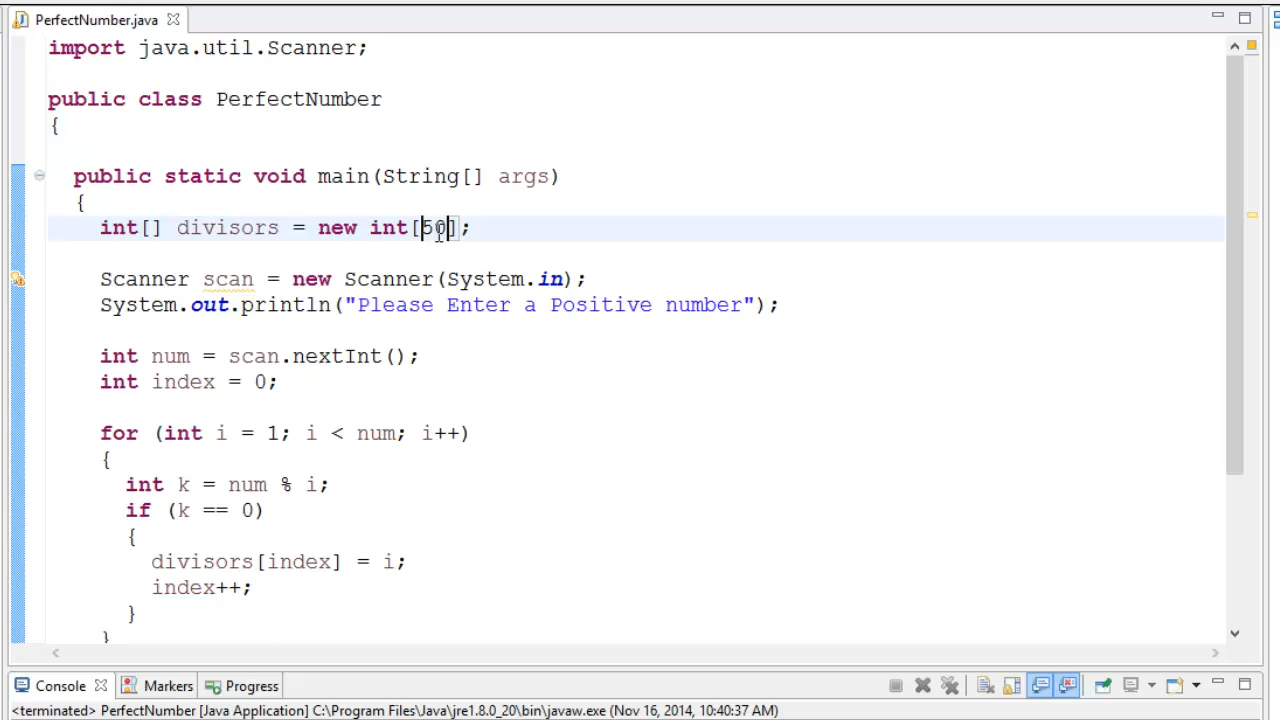 PerfectNumber.java
import java.util.Scanner;
public class PerfectNumber
{
public static void main(String[] args)
{
int[] divisors = new int[50];
Scanner scan = new Scanner(System.in);
System.out.println("Please Enter a Positive number");
int num = scan.nextInt();
int index = 0;
for (int i = 1; i < num; i++)
{
int k = num % i;
if (k == 0)
{
divisors[index] = i;
index++;
}
}
Console Markers Progress
<terminated> PerfectNumber [Java Application] C:\Program Files\Java\jre1.8.0_20\bin\javaw.exe (Nov 16, 2014, 10:40:37 AM)